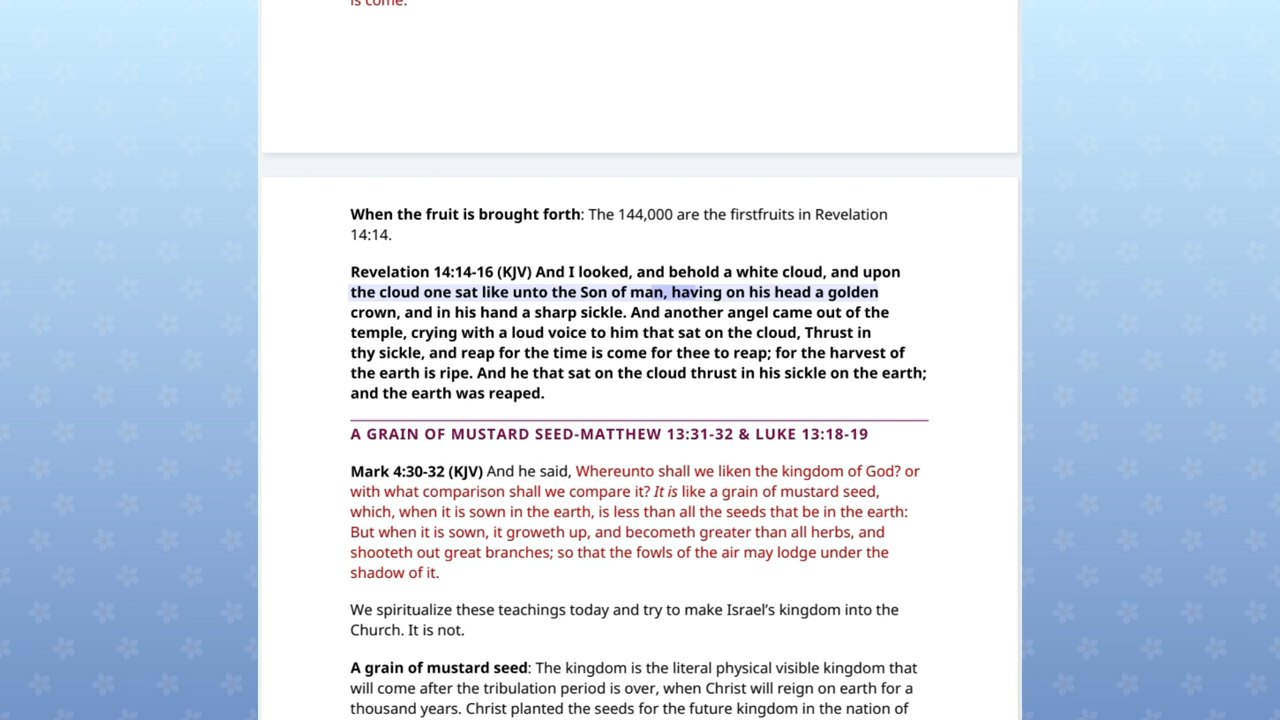 is come.
When the fruit is brought forth: The 144,000 are the firstfruits in Revelation
14:14.
Revelation 14:14-16 (KJV) And I looked, and behold a white cloud, and upon
the cloud one sat like unto the Son of man, having on his head a golden
crown, and in his hand a sharp sickle. And another angel came out of the
temple, crying with a loud voice to him that sat on the cloud, Thrust in
thy sickle, and reap for the time is come for thee to reap; for the harvest of
the earth is ripe. And he that sat on the cloud thrust in his sickle on the earth;
and the earth was reaped.
A GRAIN OF MUSTARD SEED-MATTHEW 13:31-32 & LUKE 13:18-19
Mark 4:30-32 (KJV) And he said, Whereunto shall we liken the kingdom of God? or
with what comparison shall we compare it? It is like a grain of mustard seed,
which, when it is sown in the earth, is less than all the seeds that be in the earth:
But when it is sown, it groweth up, and becometh greater than all herbs, and
shooteth out great branches; so that the fowls of the air may lodge under the
shadow of it.
We spiritualize these teachings today and try to make Israel’s kingdom into the
Church. It is not.
A grain of mustard seed: The kingdom is the literal physical visible kingdom that
will come after the tribulation period is over, when Christ will reign on earth for a
thousand years. Christ planted the seeds for the future kingdom in the nation of